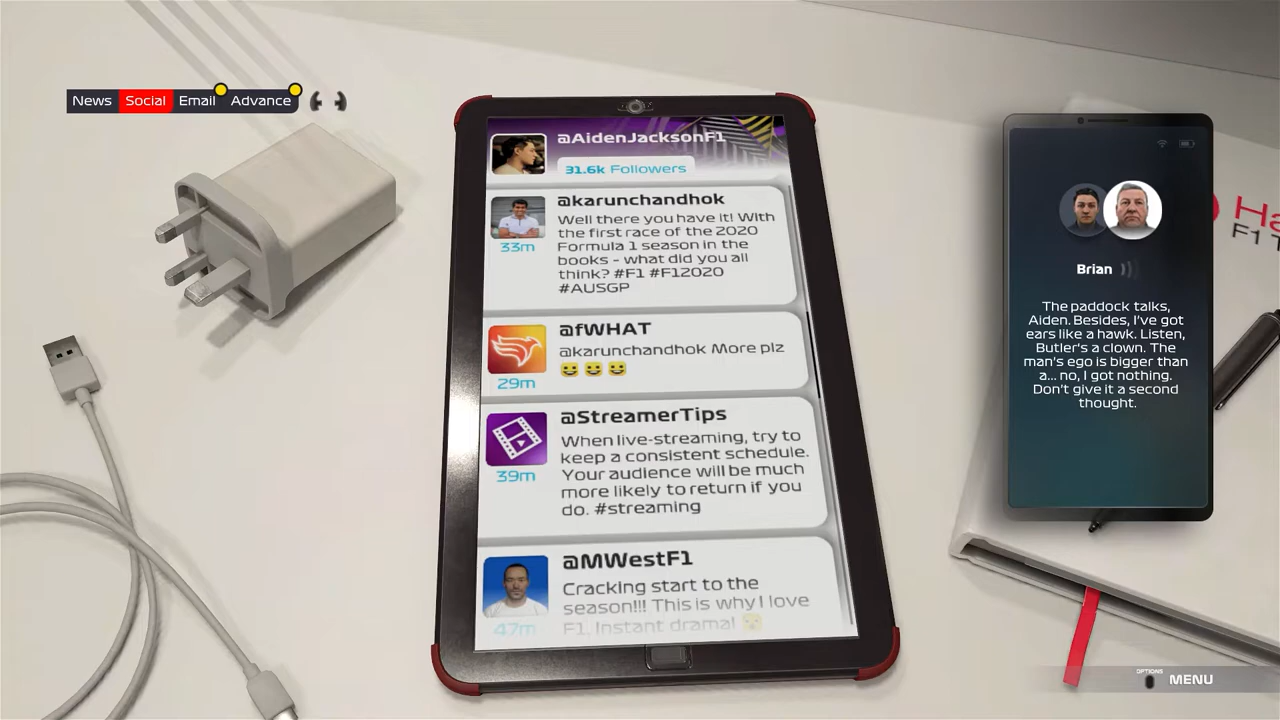 News Social Email Advance
@AidenJacksonF1
31.6k Followers
@karunchandhok
Well there you have it! With
the first race of the 2020
Formula 1 season in the
books - what did you all
think? #F1 #F12020
#AUSGP
33m
@fWHAT
@karunchandhok More plz
😀 😀 😀
29m
@StreamerTips
When live-streaming, try to
keep a consistent schedule.
Your audience will be much
more likely to return if you
do. #streaming
39m
@MWestF1
Cracking start to the
season!!! This is why I love
F1. Instant drama!
47m
Brian
The paddock talks,
Aiden. Besides, I've got
ears like a hawk. Listen,
Butler's a clown. The
man's ego is bigger than
a... no, I got nothing.
Don't give it a second
thought.
Ha
F1 T
OPTIONS
MENU